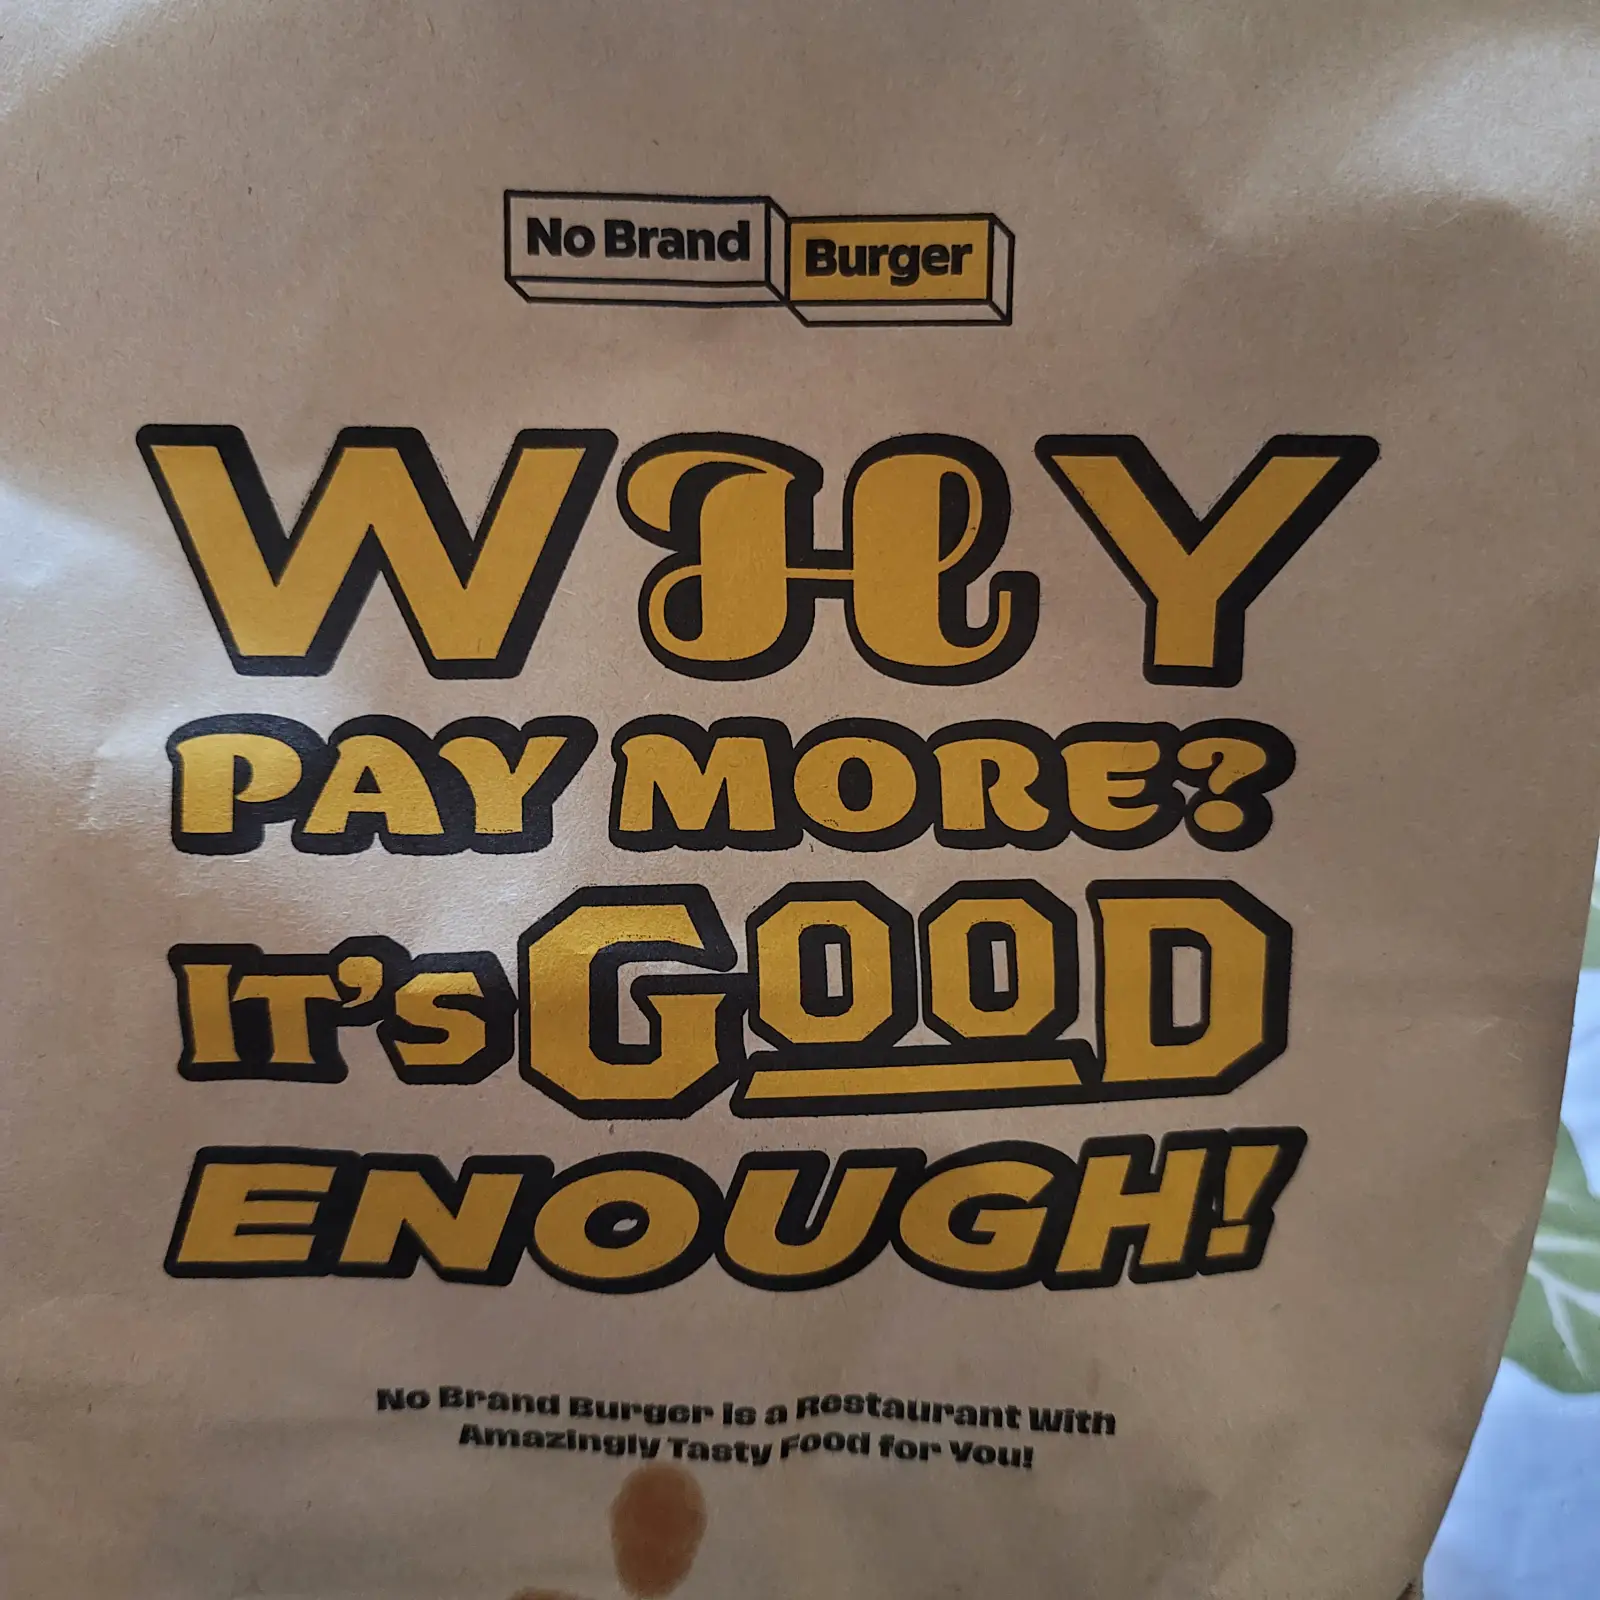 No Brand Burger
WHY
PAY MORE?
IT'S GOOD
ENOUGH!
No Brand Burger is a Restaurant With
Amazingly Tasty Food for You!